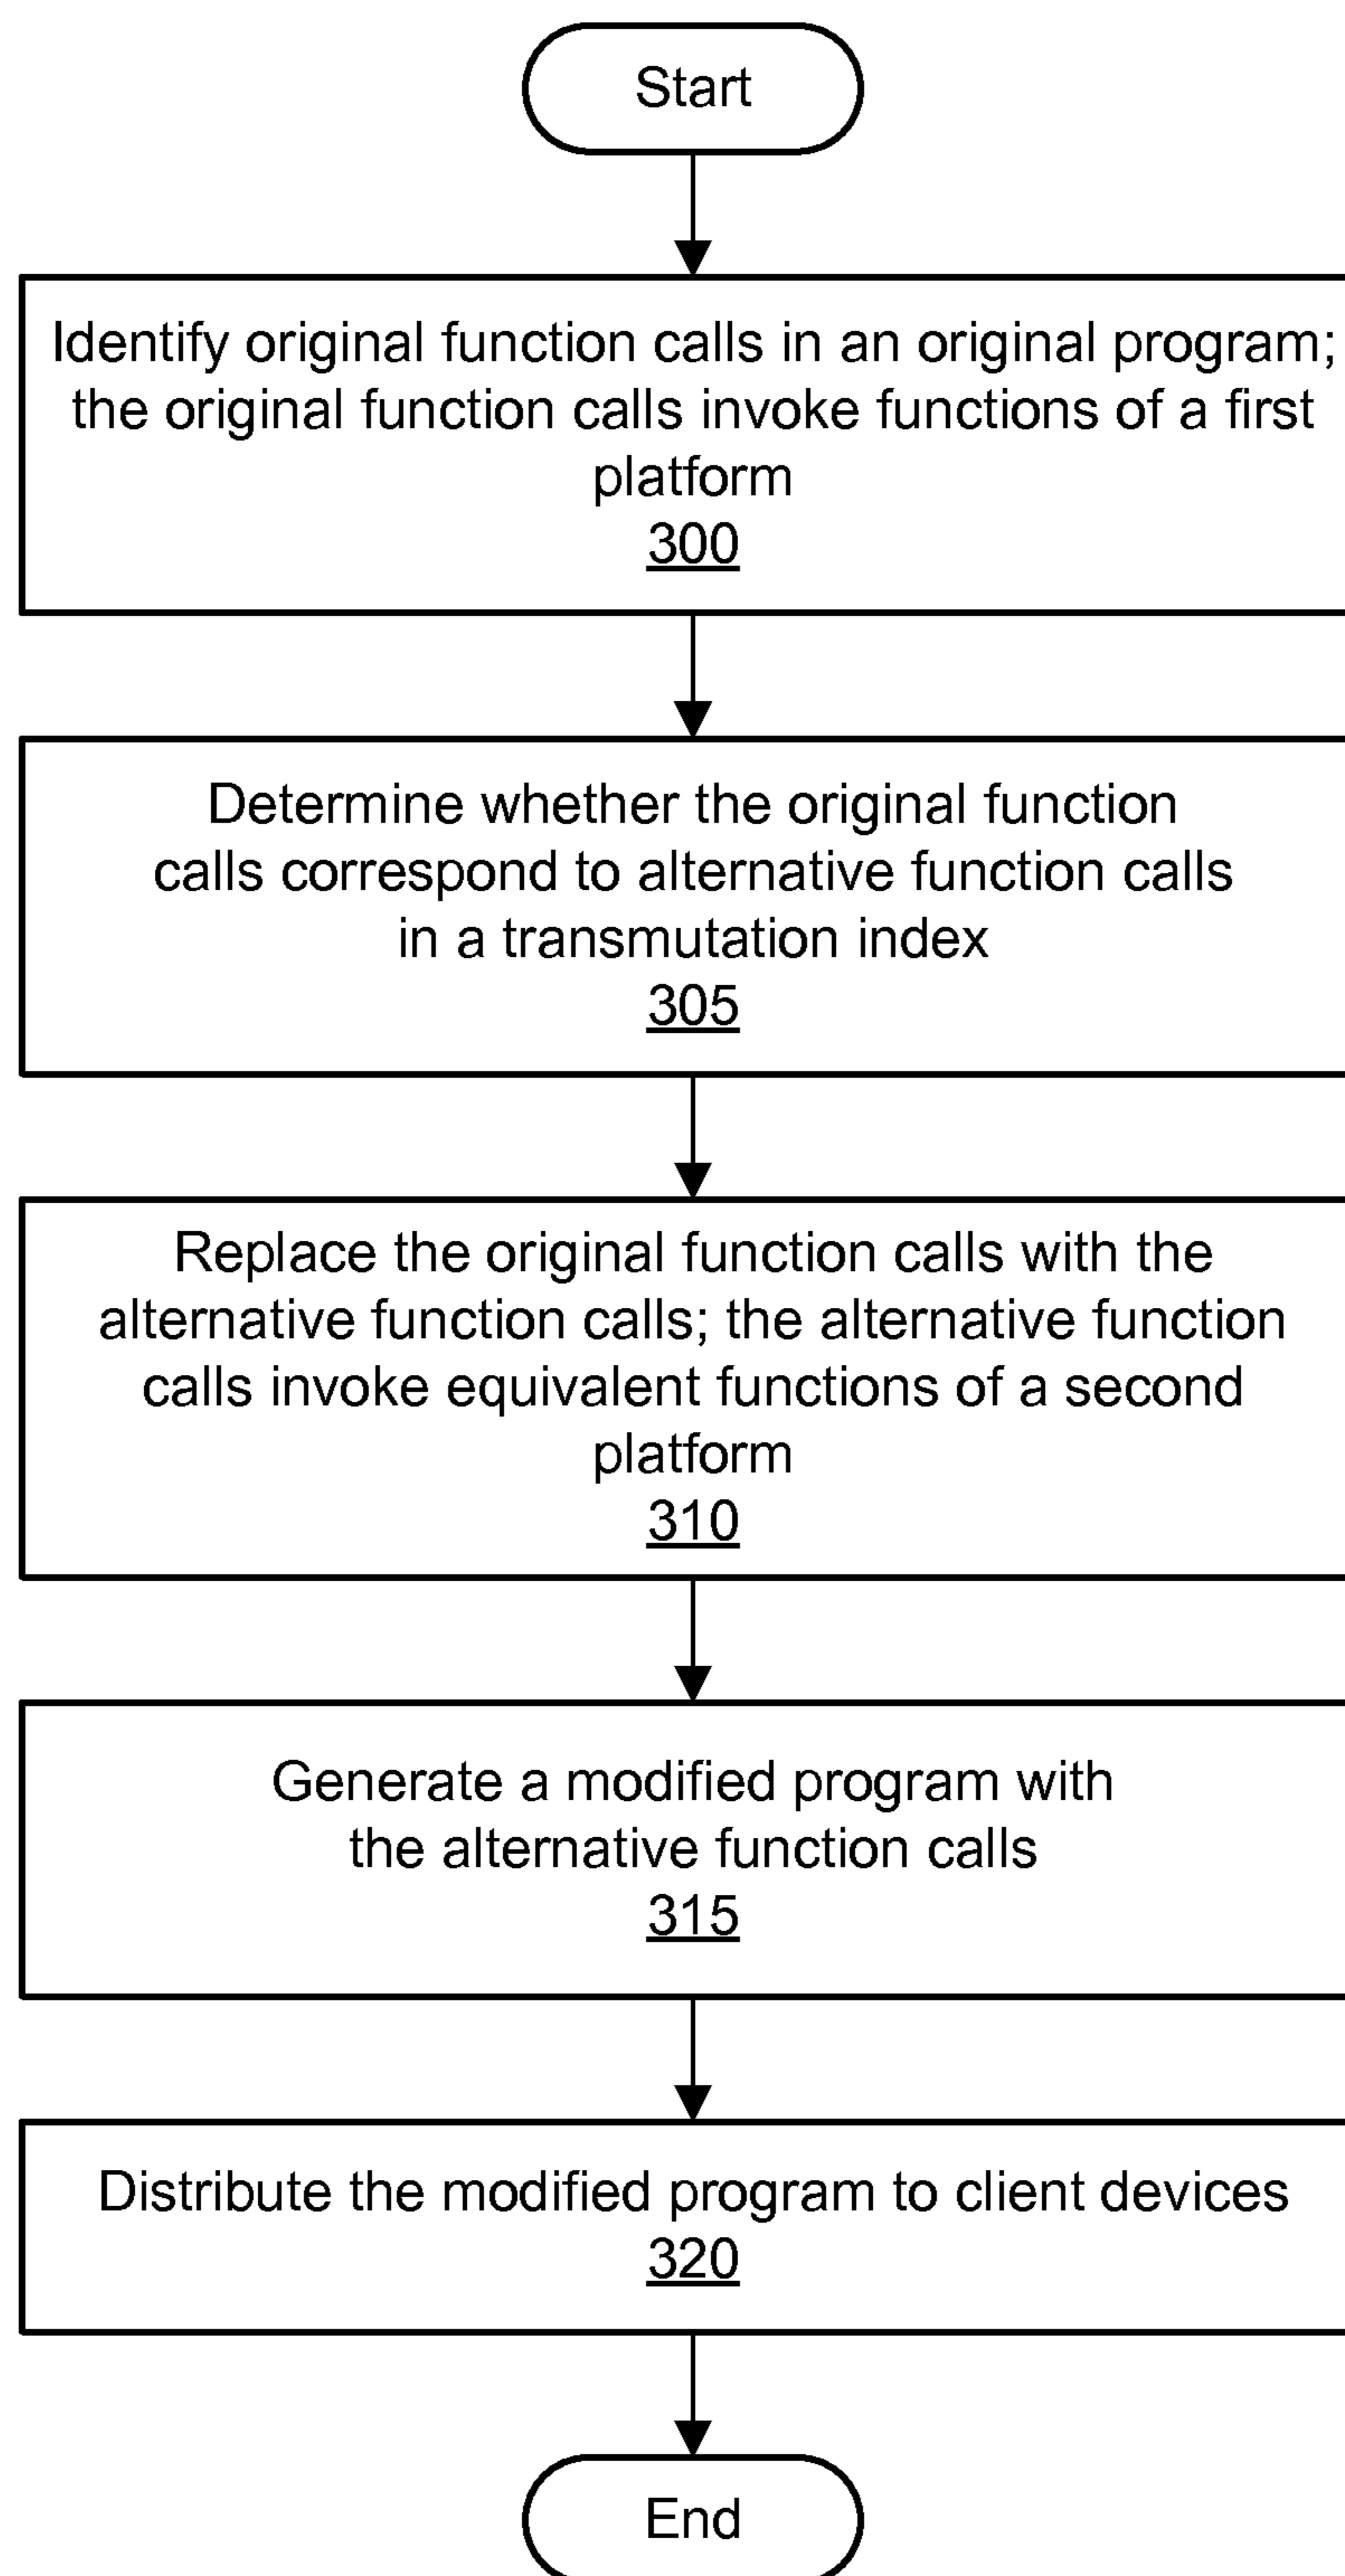 Start
Identify original function calls in an original program;
the original function calls invoke functions of a first
platform
300
Determine whether the original function
calls correspond to alternative function calls
in a transmutation index
305
Replace the original function calls with the
alternative function calls; the alternative function
calls invoke equivalent functions of a second
platform
310
Generate a modified program with
the alternative function calls
315
Distribute the modified program to client devices
320
End